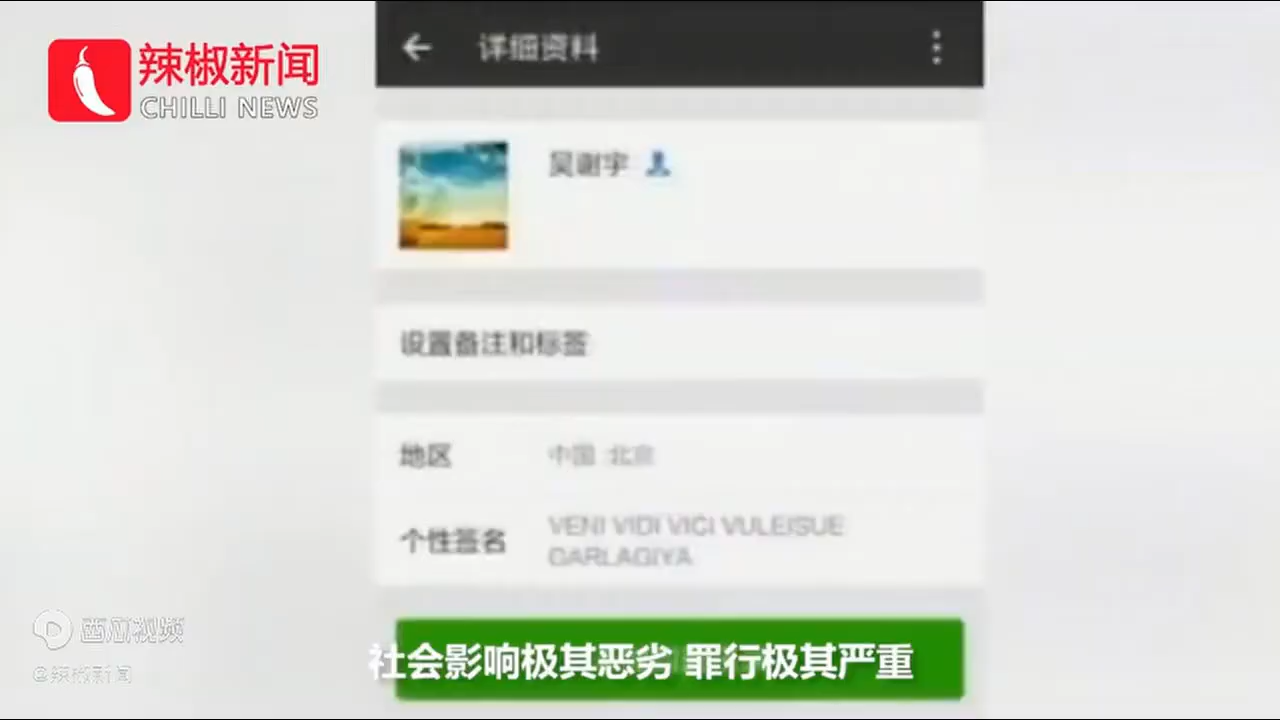 辣椒新闻
CHILLI NEWS
详细资料
吴谢宇
设置备注和标签
地区
中国 北京
个性签名
VENI VIDI VICI VULEISUE
DARLAGIYA
社会影响极其恶劣 罪行极其严重
西瓜视频
@辣椒新闻